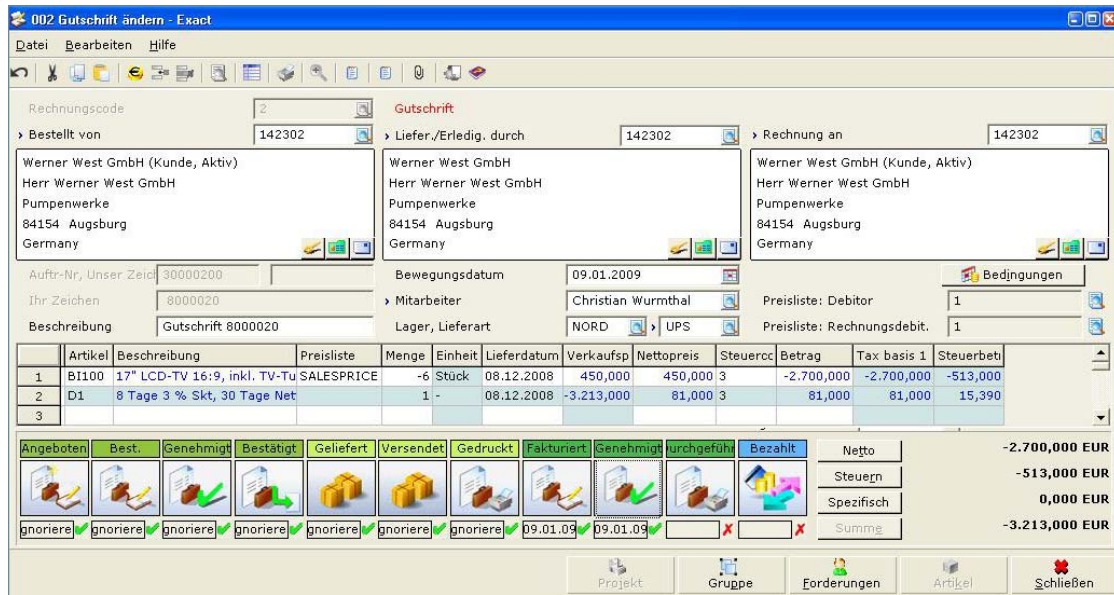 002 Gutschrift ändern - Exact
Datei Bearbeiten Hilfe
Rechnungscode 2 Gutschrift
› Bestellt von 142302 › Liefer./Erledig. durch 142302 › Rechnung an 142302
Werner West GmbH (Kunde, Aktiv)
Herr Werner West GmbH
Pumpenwerke
84154 Augsburg
Germany
Werner West GmbH
Herr Werner West GmbH
Pumpenwerke
84154 Augsburg
Germany
Werner West GmbH (Kunde, Aktiv)
Herr Werner West GmbH
Pumpenwerke
84154 Augsburg
Germany
Auftr-Nr, Unser Zeich 30000200 Bewegungsdatum 09.01.2009 Bedingungen
Ihr Zeichen 8000020 › Mitarbeiter Christian Wurmthal Preisliste: Debitor 1
Beschreibung Gutschrift 8000020 Lager, Lieferart NORD › UPS Preisliste: Rechnungsdebit. 1
Artikel Beschreibung Preisliste Menge Einheit Lieferdatum Verkaufsp Nettopreis Steuercc Betrag Tax basis 1 Steuerbetr
1 BI100 17" LCD-TV 16:9, inkl. TV-Tu SALESPRICE -6 Stück 08.12.2008 450,000 450,000 3 -2.700,000 -2.700,000 -513,000
2 D1 8 Tage 3 % Skt, 30 Tage Net 1 - 08.12.2008 -3.213,000 81,000 3 81,000 81,000 15,390
3
Angeboten Best. Genehmigt Bestätigt Geliefert Versendet Gedruckt Fakturiert Genehmigt urchgeführ Bezahlt
gnoriere gnoriere gnoriere gnoriere gnoriere gnoriere gnoriere 09.01.09 09.01.09
Netto -2.700,000 EUR
Steuern -513,000 EUR
Spezifisch 0,000 EUR
Summe -3.213,000 EUR
Projekt Gruppe Forderungen Artikel Schließen